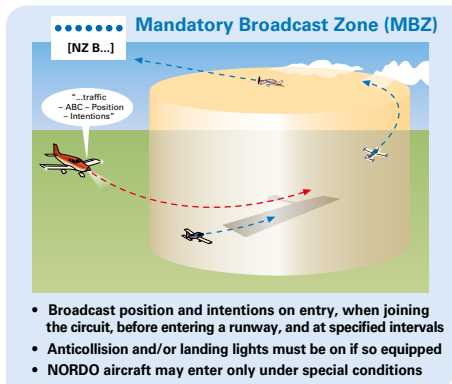 Mandatory Broadcast Zone (MBZ)
[NZ B...]
"...traffic
– ABC – Position
– Intentions"
• Broadcast position and intentions on entry, when joining
the circuit, before entering a runway, and at specified intervals
• Anticollision and/or landing lights must be on if so equipped
• NORDO aircraft may enter only under special conditions